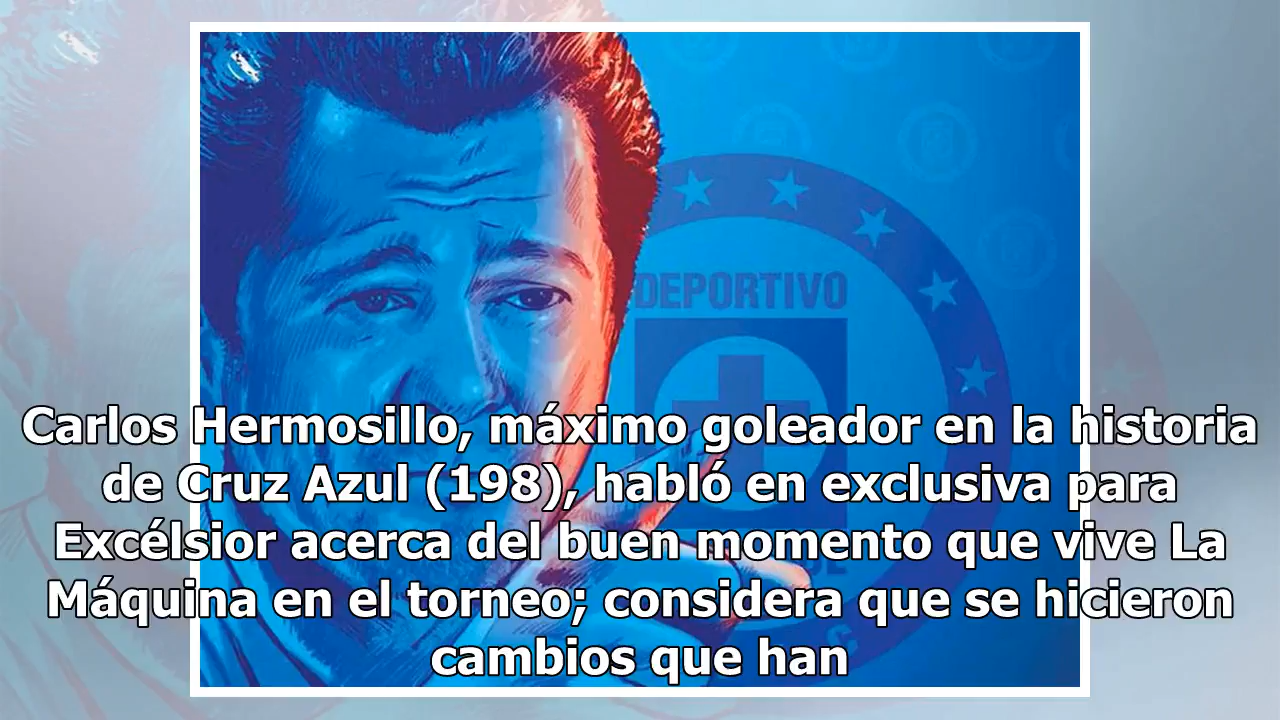 DEPORTIVO
Carlos Hermosillo, máximo goleador en la historia
de Cruz Azul (198), habló en exclusiva para
Excélsior acerca del buen momento que vive La
Máquina en el torneo; considera que se hicieron
cambios que han